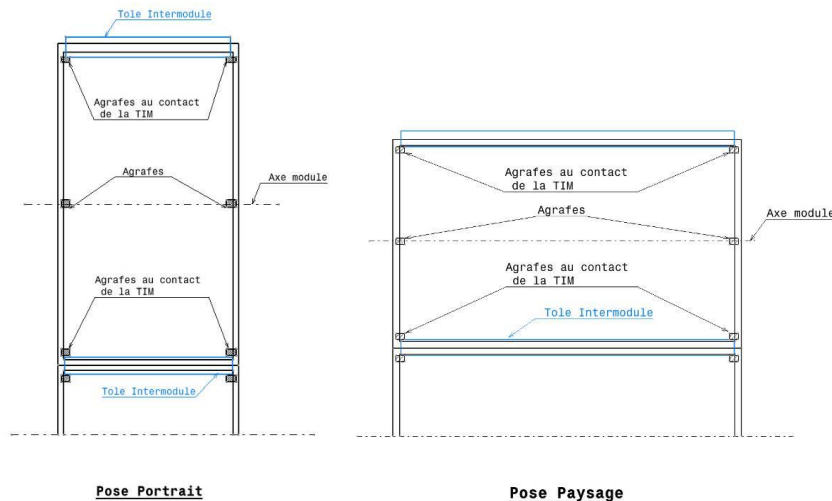 Tole Intermodule
Agrafes au contact
de la TIM
Agrafes
Axe module
Agrafes au contact
de la TIM
Tole Intermodule
Pose Portrait
Agrafes au contact
de la TIM
Agrafes
Axe module
Agrafes au contact
de la TIM
Tole Intermodule
Pose Paysage